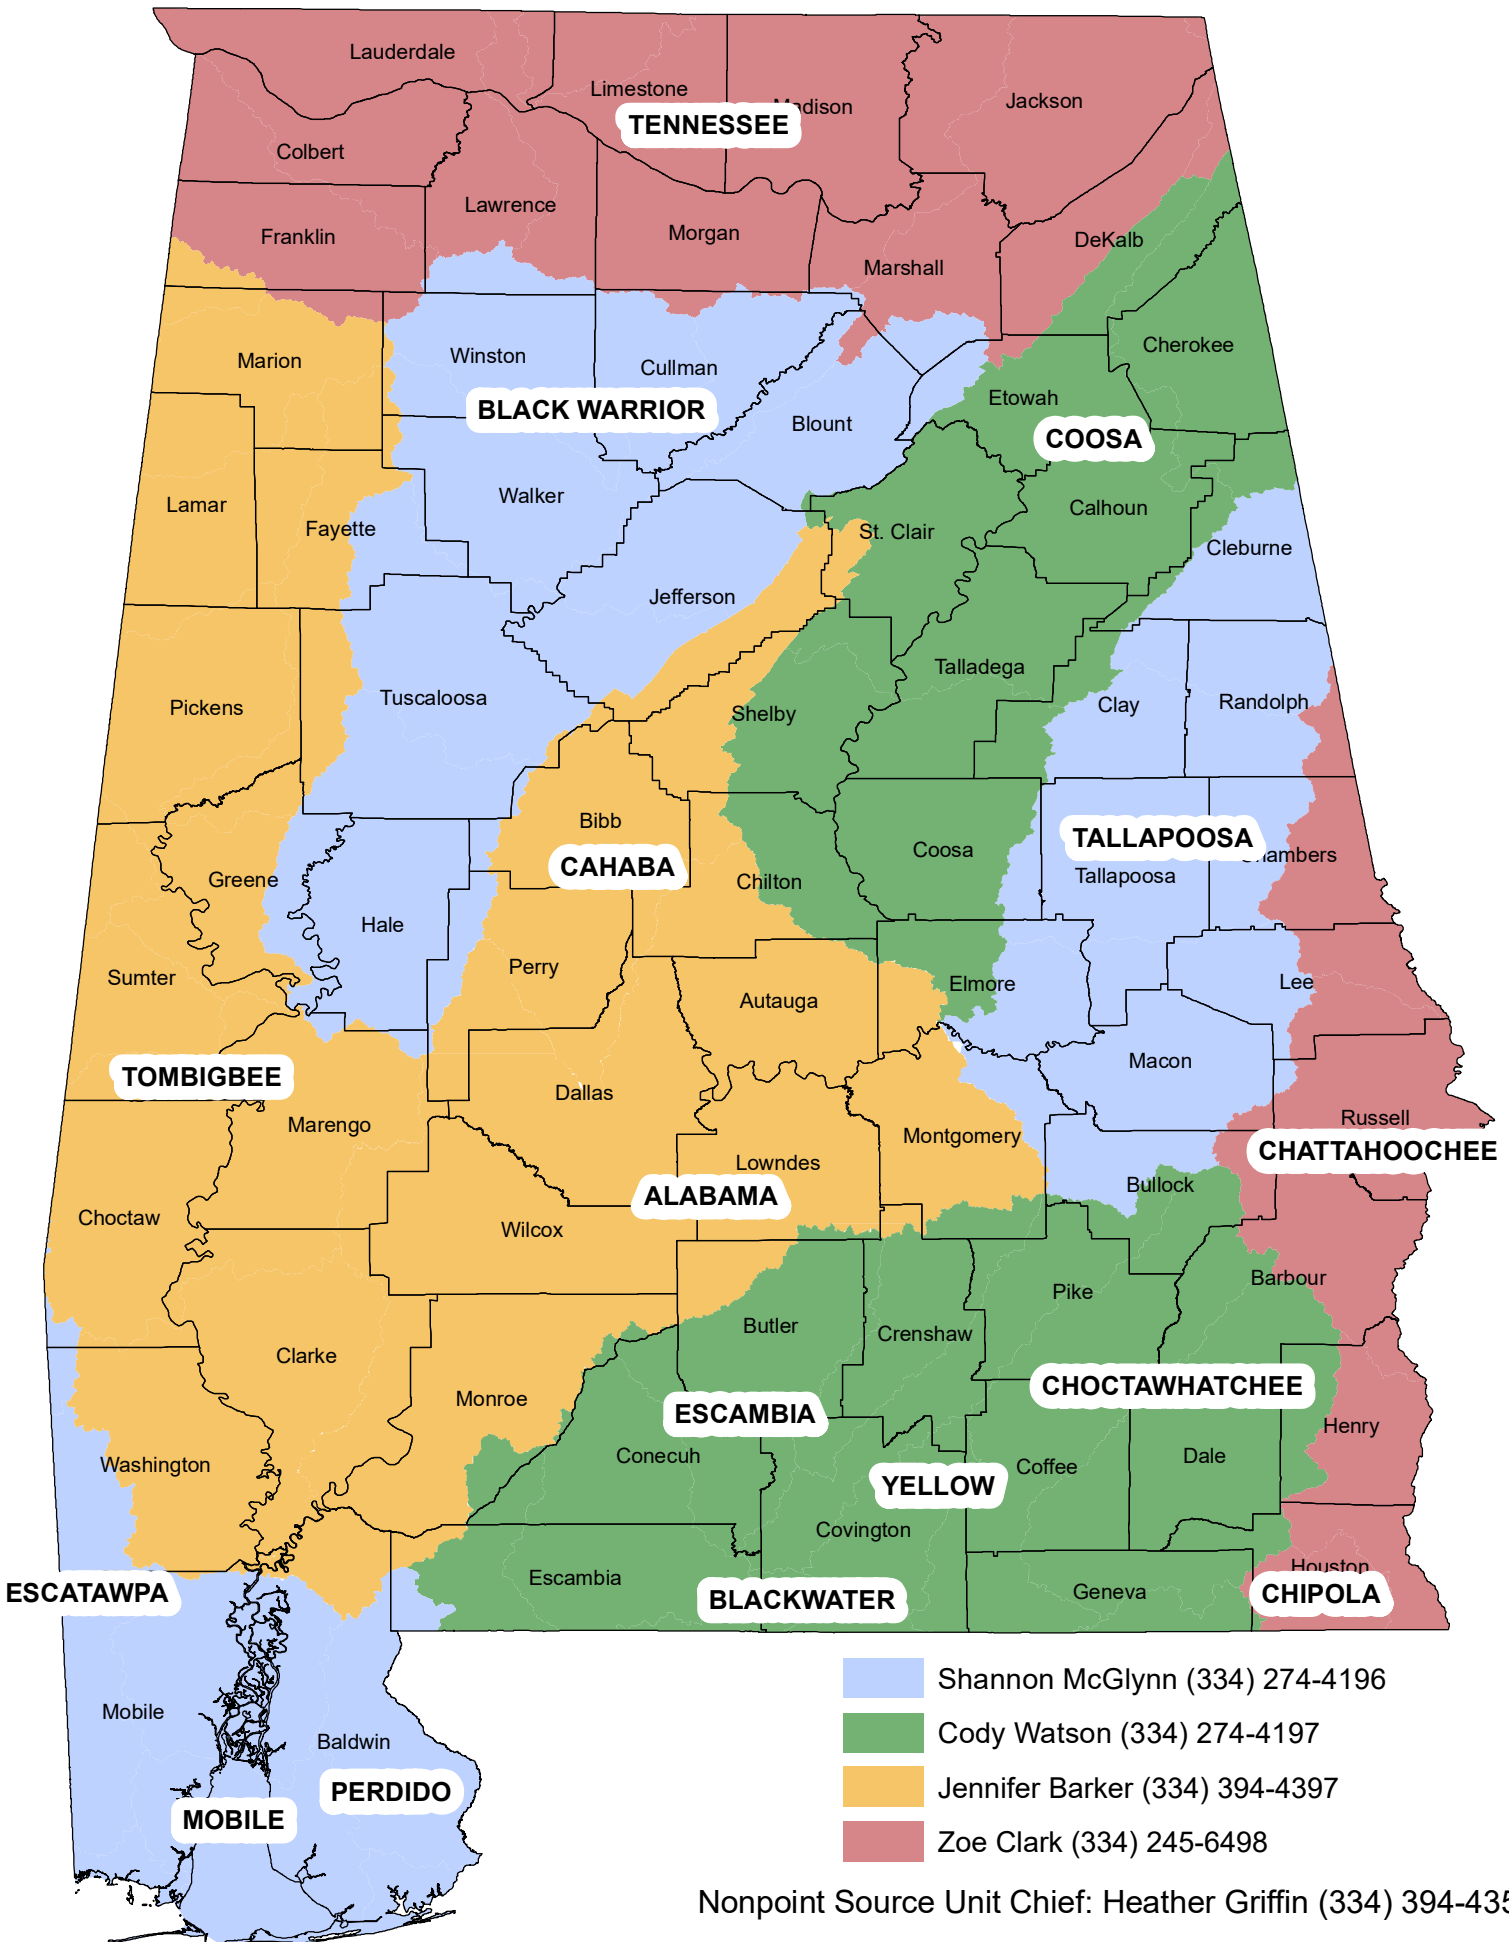 Lauderdale
Limestone
Madison
Jackson
TENNESSEE
Colbert
Lawrence
Franklin
Morgan
DeKalb
Marshall
Cherokee
Winston
Marion
Cullman
Etowah
BLACK WARRIOR
Blount
COOSA
Walker
Lamar
Calhoun
Fayette
St. Clair
Cleburne
Jefferson
Talladega
Tuscaloosa
Randolph
Clay
Pickens
Shelby
Bibb
TALLAPOOSA
Coosa
Chambers
CAHABA
Tallapoosa
Greene
Chilton
Hale
Perry
Sumter
Lee
Elmore
Autauga
Macon
TOMBIGBEE
Dallas
Russell
Marengo
Montgomery
CHATTAHOOCHEE
Lowndes
Bullock
ALABAMA
Choctaw
Wilcox
Barbour
Pike
Butler
Crenshaw
Clarke
CHOCTAWHATCHEE
Monroe
ESCAMBIA
Henry
Conecuh
Dale
Washington
Coffee
YELLOW
Covington
Houston
Escambia
Geneva
ESCATAWPA
BLACKWATER
CHIPOLA
Mobile
Baldwin
PERDIDO
MOBILE
Shannon McGlynn (334) 274-4196
Cody Watson (334) 274-4197
Jennifer Barker (334) 394-4397
Zoe Clark (334) 245-6498
Nonpoint Source Unit Chief: Heather Griffin (334) 394-435